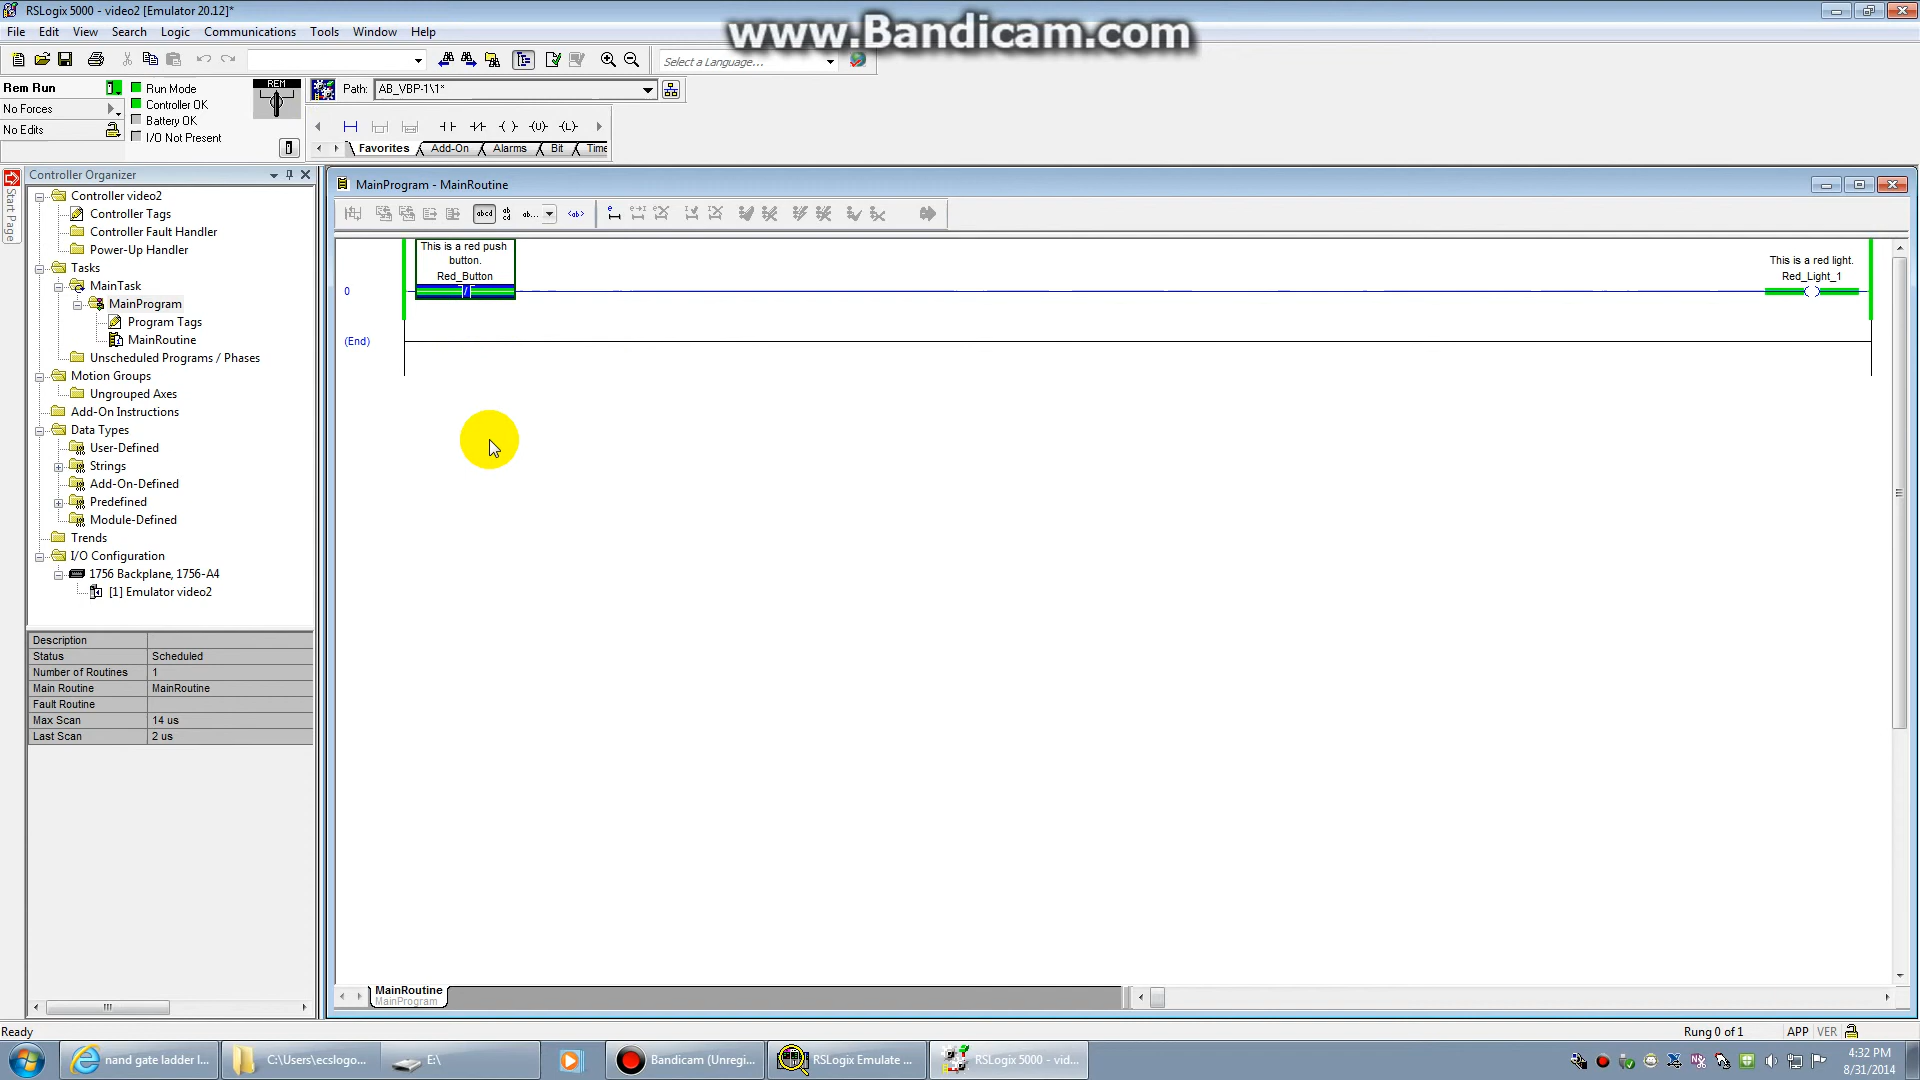 RSLogix 5000 - video2 [Emulator 20.12]*
www.Bandicam.com
File Edit View Search Logic Communications Tools Window Help
Select a Language...
Rem Run
No Forces
No Edits
Run Mode
Controller OK
Battery OK
I/O Not Present
REM
Path: AB_VBP-1\1*
Favorites Add-On Alarms Bit Time
Start Page
Controller Organizer
Controller video2
Controller Tags
Controller Fault Handler
Power-Up Handler
Tasks
MainTask
MainProgram
Program Tags
MainRoutine
Unscheduled Programs / Phases
Motion Groups
Ungrouped Axes
Add-On Instructions
Data Types
User-Defined
Strings
Add-On-Defined
Predefined
Module-Defined
Trends
I/O Configuration
1756 Backplane, 1756-A4
[1] Emulator video2
Description
Status Scheduled
Number of Routines 1
Main Routine MainRoutine
Fault Routine
Max Scan 14 us
Last Scan 2 us
MainProgram - MainRoutine
This is a red push
button.
Red_Button
This is a red light.
Red_Light_1
0
(End)
MainRoutine
MainProgram
Ready
Rung 0 of 1 APP VER
nand gate ladder l...
C:\Users\ecslogo...
E:\
Bandicam (Unregi...
RSLogix Emulate ...
RSLogix 5000 - vid...
4:32 PM
8/31/2014